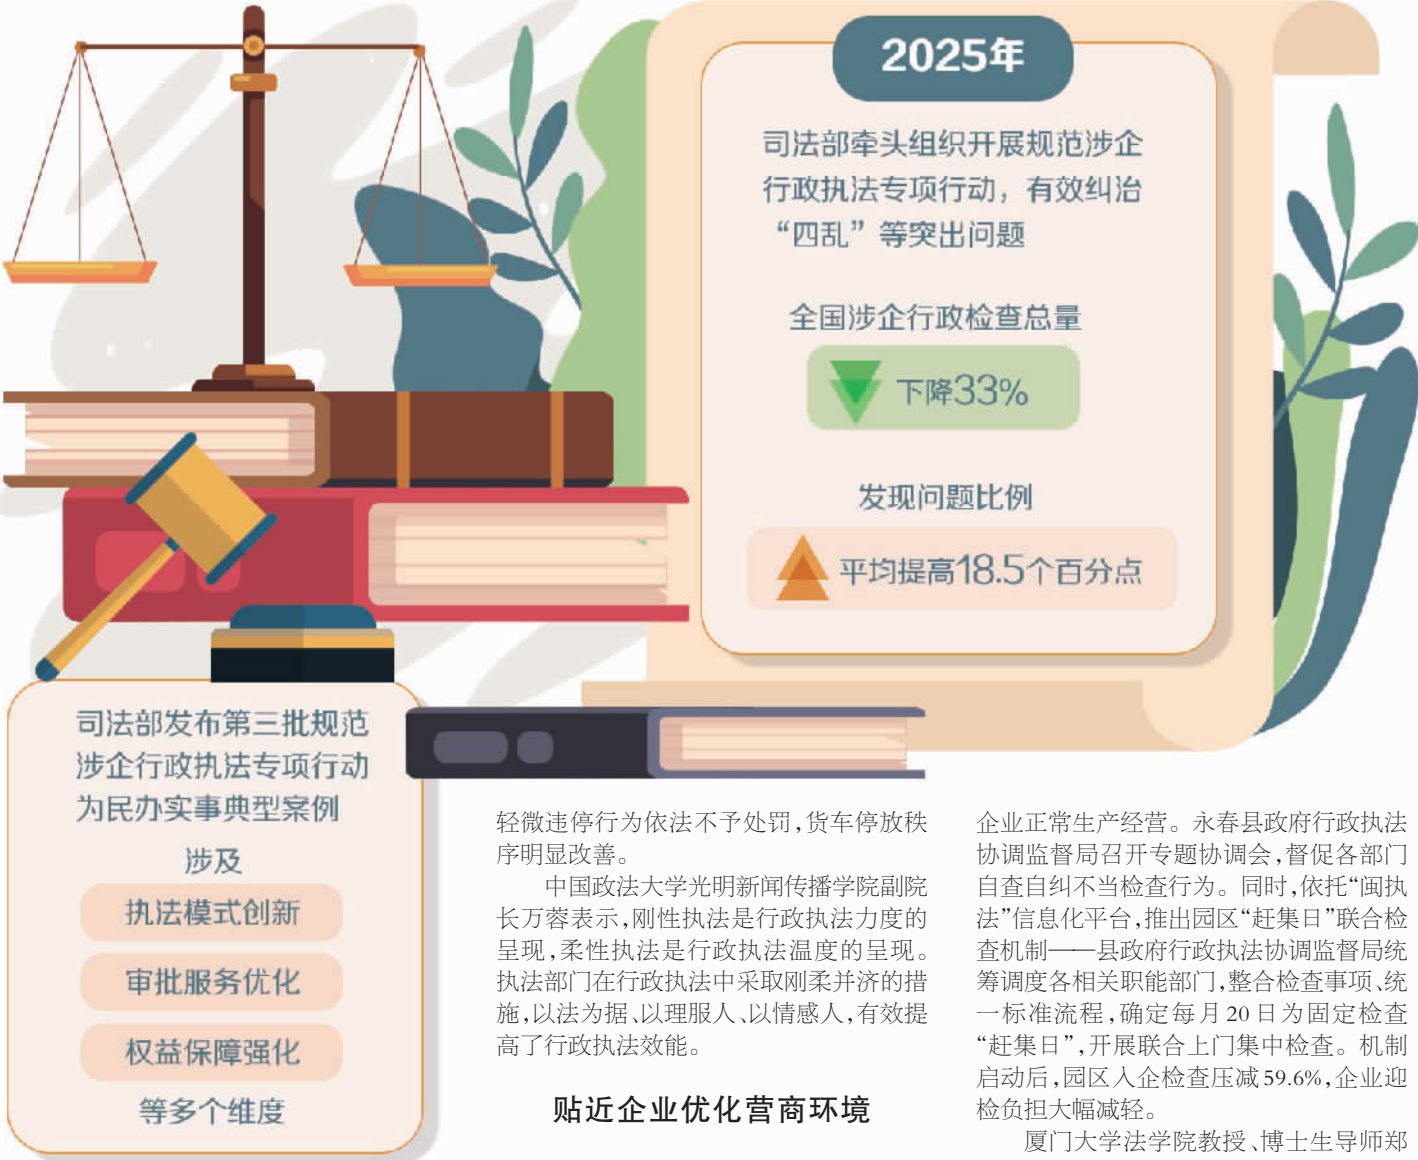 2025年
司法部牵头组织开展规范涉企
行政执法专项行动，有效纠治
“四乱”等突出问题
全国涉企行政检查总量
下降33%
发现问题比例
平均提高18.5个百分点
司法部发布第三批规范
涉企行政执法专项行动
为民办实事典型案例
涉及
执法模式创新
审批服务优化
权益保障强化
等多个维度
轻微违停行为依法不予处罚,货车停放秩
序明显改善。
中国政法大学光明新闻传播学院副院
长万蓉表示,刚性执法是行政执法力度的
呈现,柔性执法是行政执法温度的呈现。
执法部门在行政执法中采取刚柔并济的措
施,以法为据、以理服人、以情感人,有效提
高了行政执法效能。
贴近企业优化营商环境
企业正常生产经营。永春县政府行政执法
协调监督局召开专题协调会,督促各部门
自查自纠不当检查行为。同时,依托“闽执
法”信息化平台,推出园区“赶集日”联合检
查机制——县政府行政执法协调监督局统
筹调度各相关职能部门,整合检查事项、统
一标准流程,确定每月20日为固定检查
“赶集日”,开展联合上门集中检查。机制
启动后,园区入企检查压减59.6%,企业迎
检负担大幅减轻。
厦门大学法学院教授、博士生导师郑